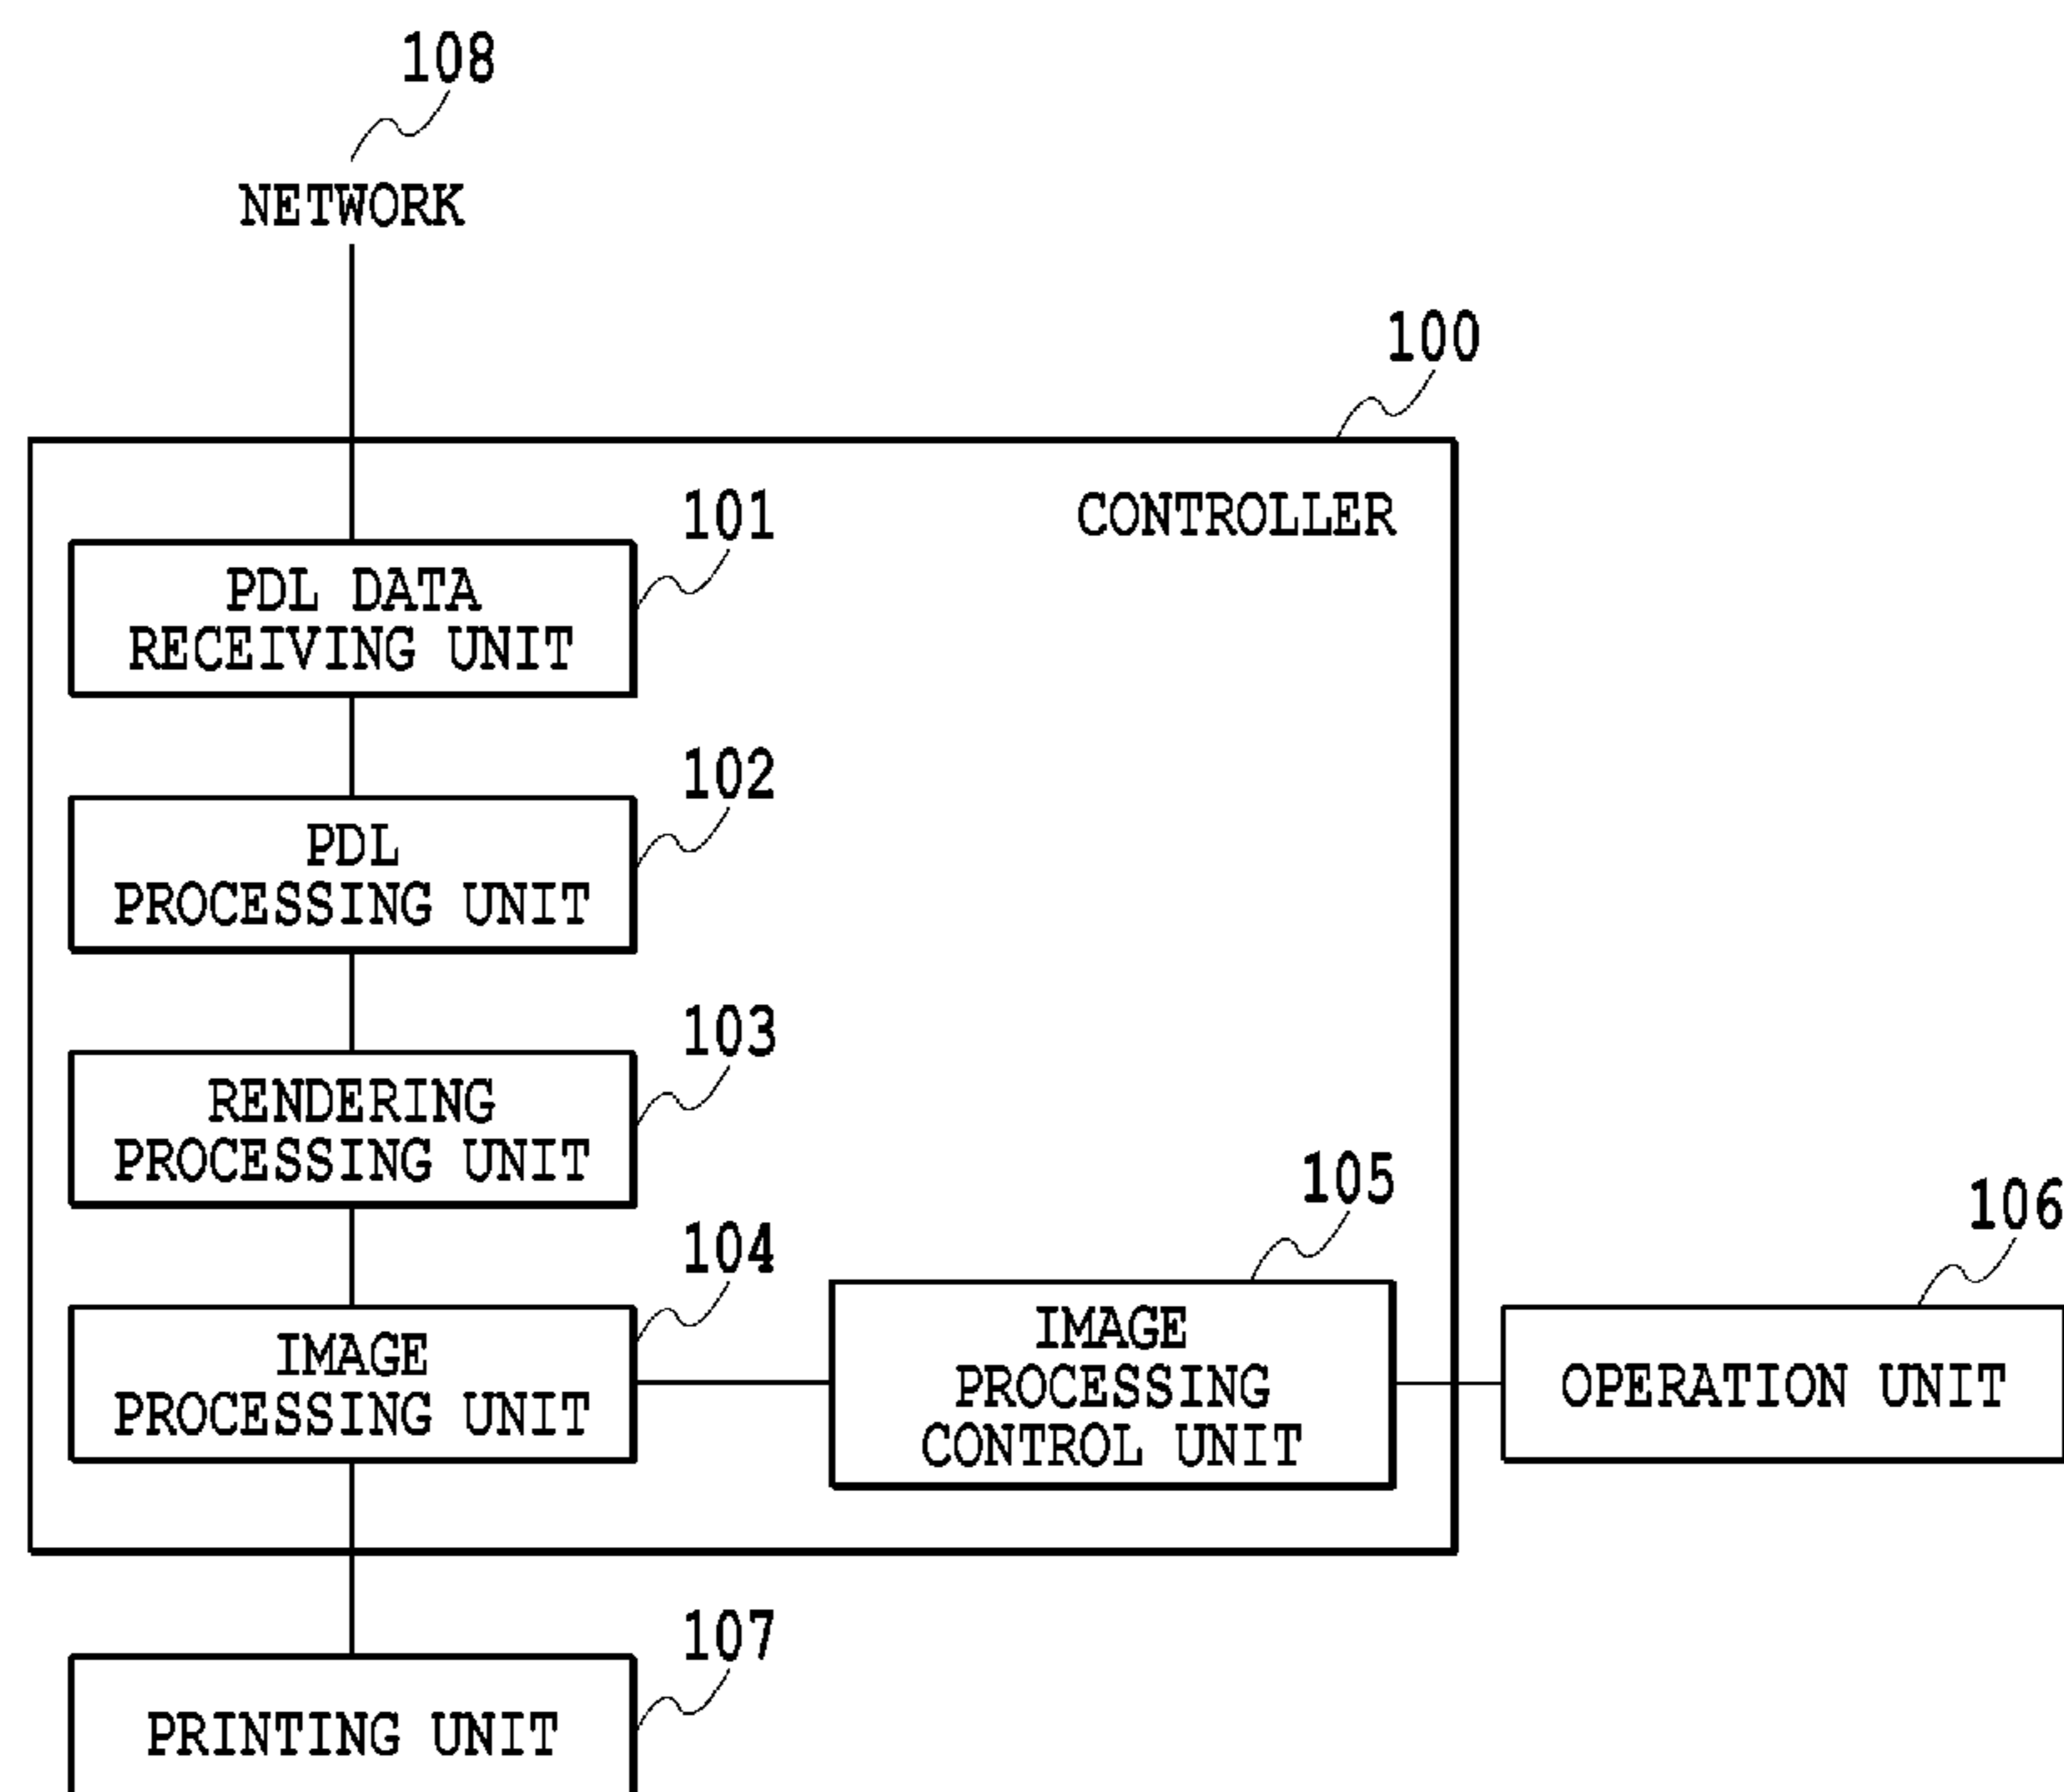 108
NETWORK
100
CONTROLLER
101
PDL DATA
RECEIVING UNIT
102
PDL
PROCESSING UNIT
103
RENDERING
PROCESSING UNIT
104
IMAGE
PROCESSING UNIT
105
IMAGE
PROCESSING
CONTROL UNIT
106
OPERATION UNIT
107
PRINTING UNIT